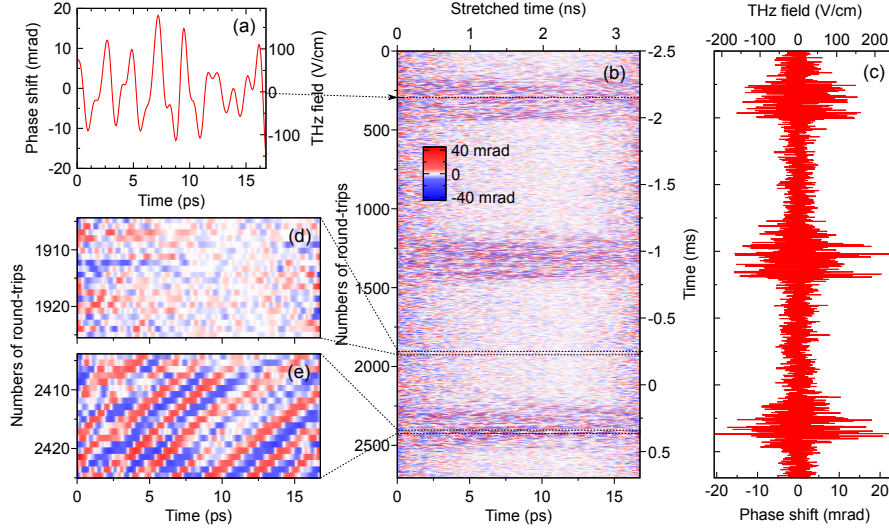 (a)
Phase shift (mrad)
20
10
0
-10
-20
THz field (V/cm)
100
0
-100
0
5
10
15
Time (ps)
Stretched time (ns)
0
1
2
3
(b)
Numbers of round-trips
0
500
1000
1500
2000
2500
40 mrad
0
-40 mrad
Time (ms)
-2.5
-2
-1.5
-1
-0.5
0
0.5
0
5
10
15
Time (ps)
THz field (V/cm)
-200
-100
0
100
200
(c)
-20
-10
0
10
20
Phase shift (mrad)
(d)
Numbers of round-trips
1910
1920
(e)
2410
2420
0
5
10
15
Time (ps)